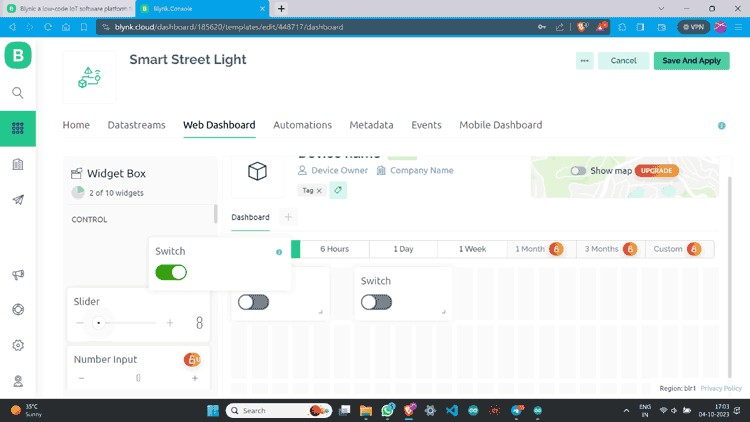 Blynk: a low-code IoT software platform
Blynk.Console
blynk.cloud/dashboard/185620/templates/edit/448717/dashboard
VPN
B
Smart Street Light
Cancel
Save And Apply
Home
Datastreams
Web Dashboard
Automations
Metadata
Events
Mobile Dashboard
Widget Box
2 of 10 widgets
CONTROL
Device name
Device Owner
Company Name
Tag
Show map
UPGRADE
Dashboard
6 Hours
1 Day
1 Week
1 Month
3 Months
Custom
Switch
Switch
Slider
Number Input
0
Region: blr1
Privacy Policy
35°C
Sunny
Search
ENG
IN
17:03
04-10-2023